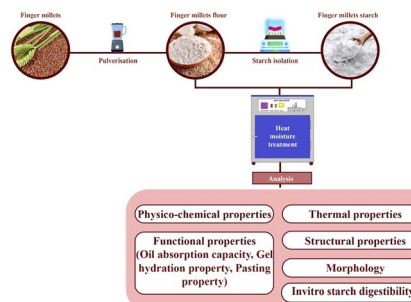 Finger millets
Finger millets flour
Finger millets starch
Pulverisation
Starch isolation
Heat
moisture
treatment
Analysis
Physico-chemical properties
Functional properties
(Oil absorption capacity, Gel
hydration property, Pasting
property)
Thermal properties
Structural properties
Morphology
Invitro starch digestibility